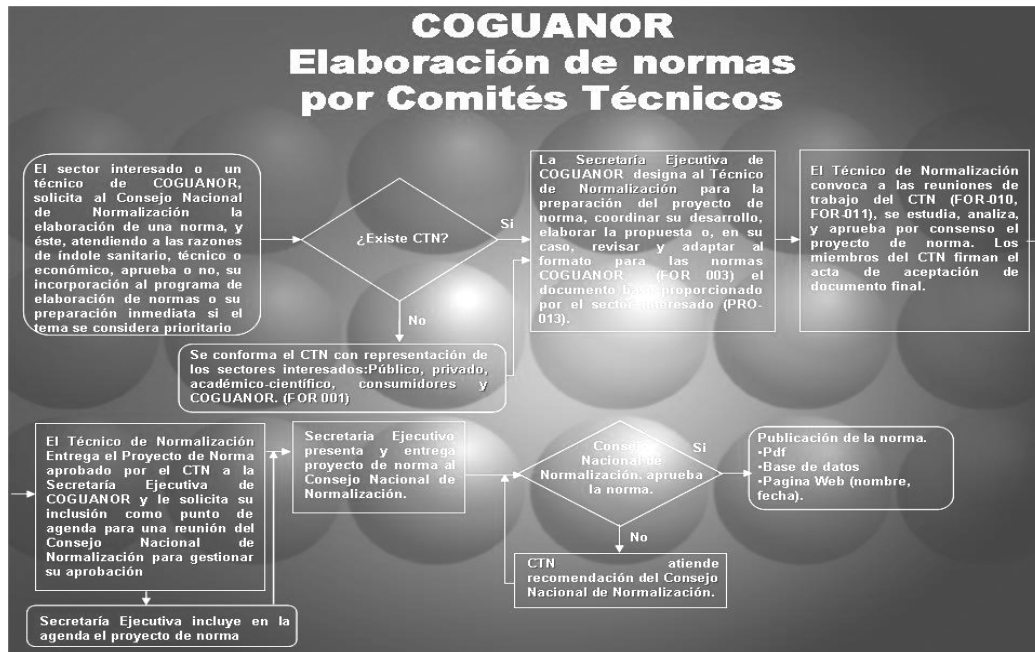 COGUANOR
Elaboración de normas
por Comités Técnicos
El sector interesado o un
técnico de COGUANOR,
solicita al Consejo Nacional
de Normalización la
elaboración de una norma, y
éste, atendiendo a las razones
de índole sanitario, técnico o
económico, aprueba o no, su
incorporación al programa de
elaboración de normas o su
preparación inmediata si el
tema se considera prioritario
¿Existe CTN?
Si
No
Se conforma el CTN con representación de
los sectores interesados:Público, privado,
académico-científico, consumidores y
COGUANOR. (FOR 001)
La Secretaría Ejecutiva de
COGUANOR designa al Técnico
de Normalización para la
preparación del proyecto de
norma, coordinar su desarrollo,
elaborar la propuesta o, en su
caso, revisar y adaptar al
formato para las normas
COGUANOR (FOR 003) el
documento base proporcionado
por el sector interesado (PRO-
013).
El Técnico de Normalización
convoca a las reuniones de
trabajo del CTN (FOR-010,
FOR-011), se estudia, analiza,
y aprueba por consenso el
proyecto de norma. Los
miembros del CTN firman el
acta de aceptación de
documento final.
El Técnico de Normalización
Entrega el Proyecto de Norma
aprobado por el CTN a la
Secretaría Ejecutiva de
COGUANOR y le solicita su
inclusión como punto de
agenda para una reunión del
Consejo Nacional de
Normalización para gestionar
su aprobación
Secretaría Ejecutiva incluye en la
agenda el proyecto de norma
Secretaria Ejecutivo
presenta y entrega
proyecto de norma al
Consejo Nacional de
Normalización.
Consejo
Nacional de
Normalización. aprueba
la norma.
Si
No
CTN atiende
recomendación del Consejo
Nacional de Normalización.
Publicación de la norma.
•Pdf
•Base de datos
•Pagina Web (nombre,
fecha).